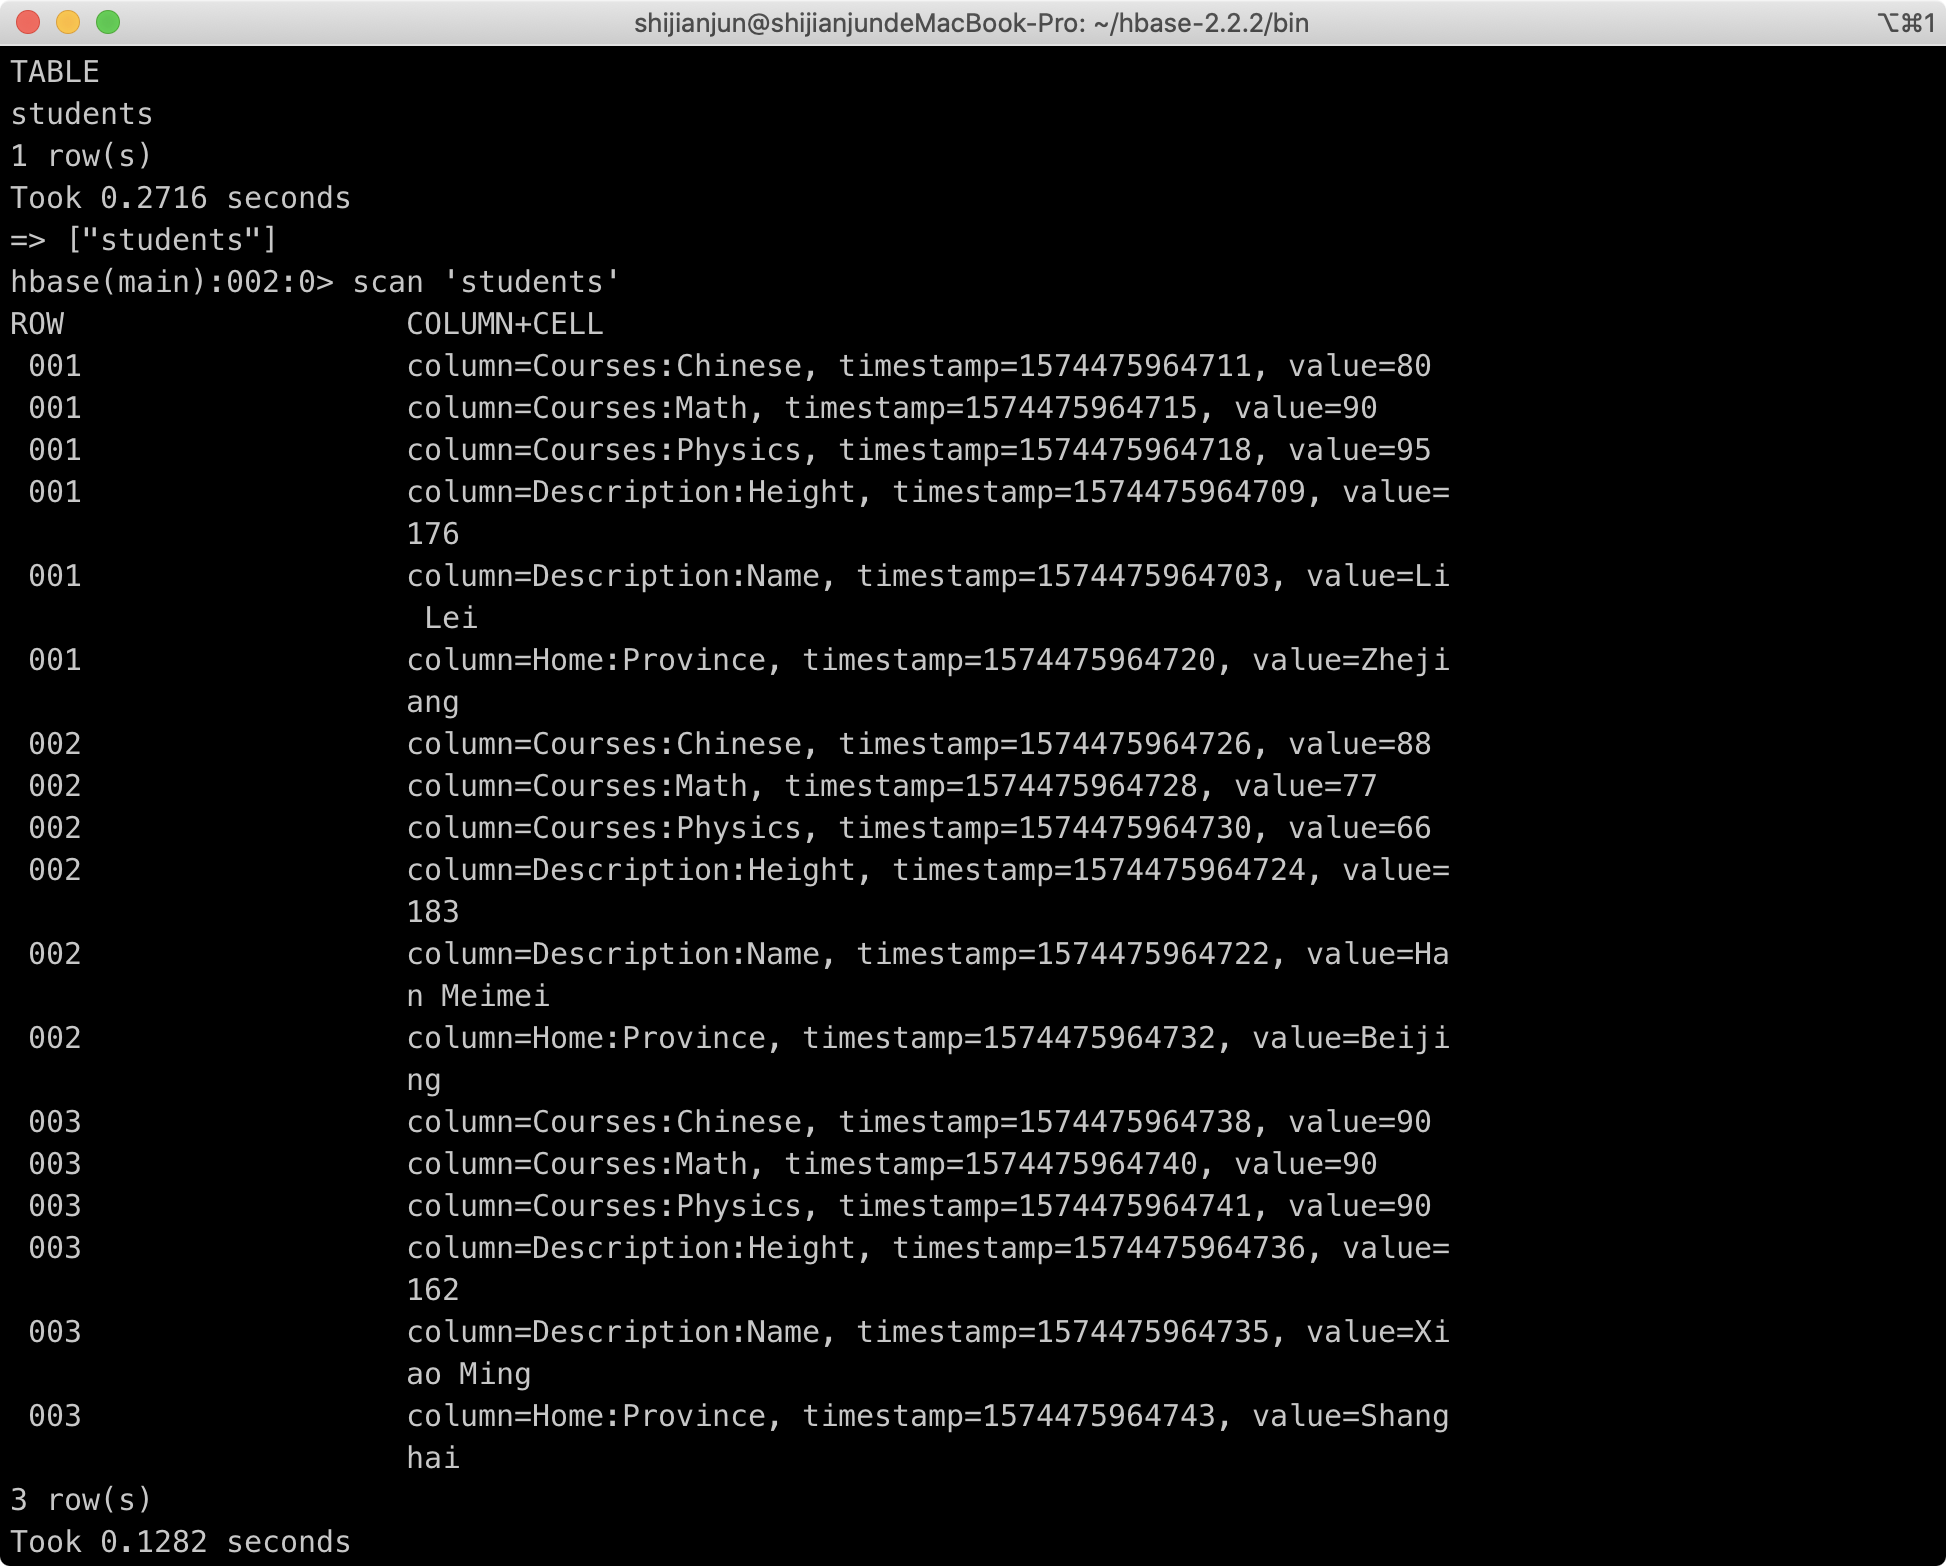 shijianjun@shijianjundeMacBook-Pro: ~/hbase-2.2.2/bin ⌥⌘1
TABLE
students
1 row(s)
Took 0.2716 seconds
=> ["students"]
hbase(main):002:0> scan 'students'
ROW COLUMN+CELL
001 column=Courses:Chinese, timestamp=1574475964711, value=80
001 column=Courses:Math, timestamp=1574475964715, value=90
001 column=Courses:Physics, timestamp=1574475964718, value=95
001 column=Description:Height, timestamp=1574475964709, value=
176
001 column=Description:Name, timestamp=1574475964703, value=Li
Lei
001 column=Home:Province, timestamp=1574475964720, value=Zheji
ang
002 column=Courses:Chinese, timestamp=1574475964726, value=88
002 column=Courses:Math, timestamp=1574475964728, value=77
002 column=Courses:Physics, timestamp=1574475964730, value=66
002 column=Description:Height, timestamp=1574475964724, value=
183
002 column=Description:Name, timestamp=1574475964722, value=Ha
n Meimei
002 column=Home:Province, timestamp=1574475964732, value=Beiji
ng
003 column=Courses:Chinese, timestamp=1574475964738, value=90
003 column=Courses:Math, timestamp=1574475964740, value=90
003 column=Courses:Physics, timestamp=1574475964741, value=90
003 column=Description:Height, timestamp=1574475964736, value=
162
003 column=Description:Name, timestamp=1574475964735, value=Xi
ao Ming
003 column=Home:Province, timestamp=1574475964743, value=Shang
hai
3 row(s)
Took 0.1282 seconds